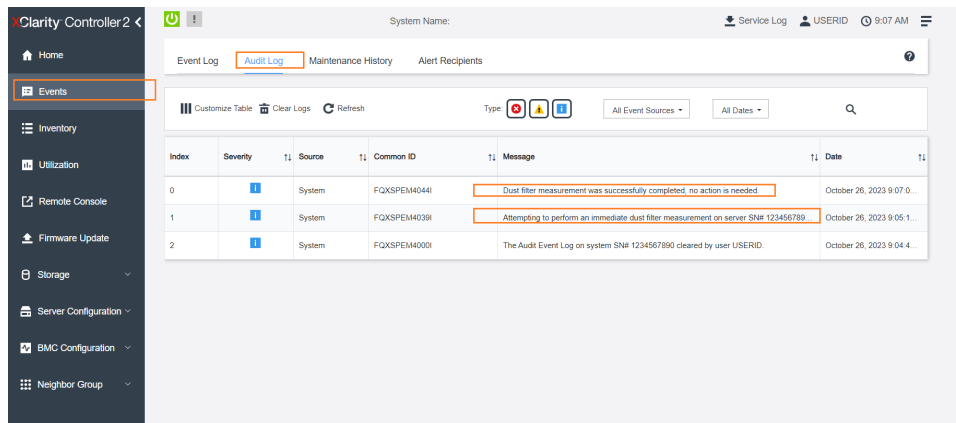 XClarity Controller 2
System Name:
Service Log
USERID
9:07 AM
Home
Events
Inventory
Utilization
Remote Console
Firmware Update
Storage
Server Configuration
BMC Configuration
Neighbor Group
Event Log
Audit Log
Maintenance History
Alert Recipients
Customize Table
Clear Logs
Refresh
Type:
All Event Sources
All Dates
Index Severity Source Common ID Message Date
0 System FQXSPEM4044I Dust filter measurement was successfully completed, no action is needed. October 26, 2023 9:07:0...
1 System FQXSPEM4039I Attempting to perform an immediate dust filter measurement on server SN# 123456789... October 26, 2023 9:05:1...
2 System FQXSPEM4000I The Audit Event Log on system SN# 1234567890 cleared by user USERID. October 26, 2023 9:04:4...